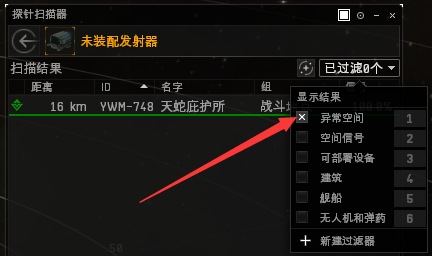 探针扫描器
未装配发射器
扫描结果
已过滤0个
距离 ID 名字 组
16 km YWM-748 天蛇庇护所 战斗
显示结果
异常空间 1
空间信号 2
可部署设备 3
建筑 4
舰船 5
无人机和弹药 6
新建过滤器
50